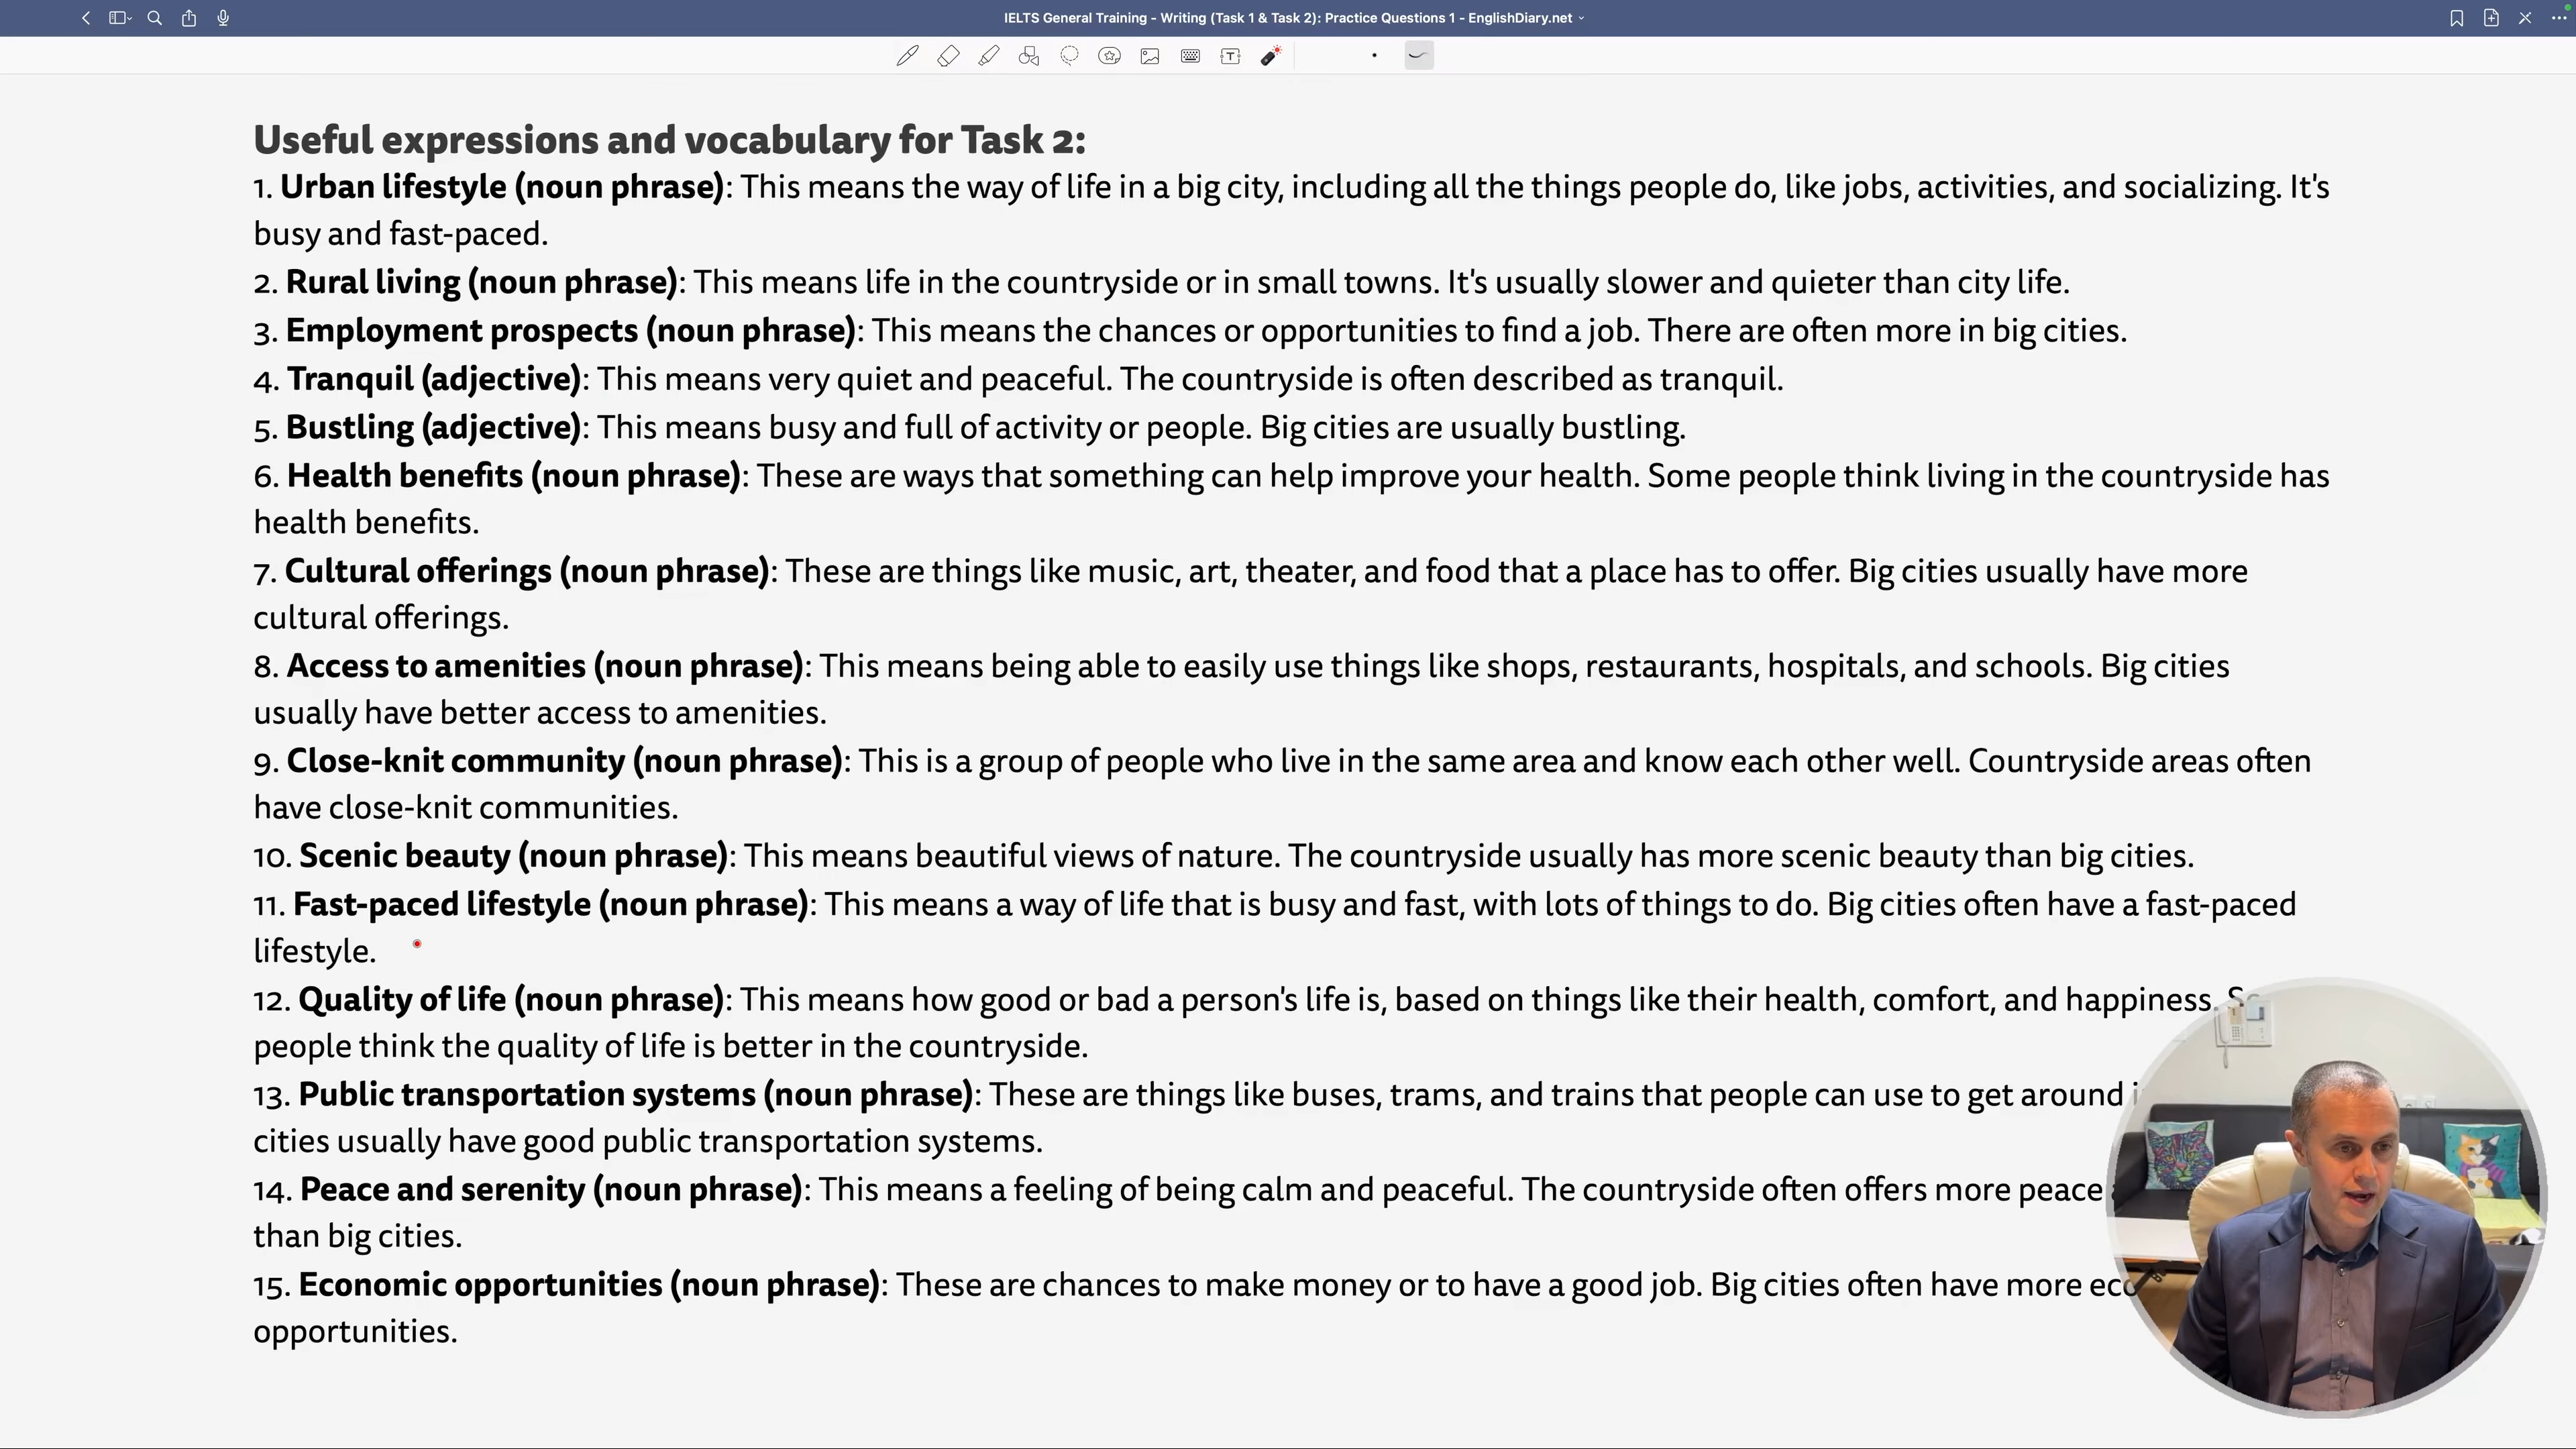 IELTS General Training - Writing (Task 1 & Task 2): Practice Questions 1 - EnglishDiary.net
Useful expressions and vocabulary for Task 2:
1. Urban lifestyle (noun phrase): This means the way of life in a big city, including all the things people do, like jobs, activities, and socializing. It's
busy and fast-paced.
2. Rural living (noun phrase): This means life in the countryside or in small towns. It's usually slower and quieter than city life.
3. Employment prospects (noun phrase): This means the chances or opportunities to find a job. There are often more in big cities.
4. Tranquil (adjective): This means very quiet and peaceful. The countryside is often described as tranquil.
5. Bustling (adjective): This means busy and full of activity or people. Big cities are usually bustling.
6. Health benefits (noun phrase): These are ways that something can help improve your health. Some people think living in the countryside has
health benefits.
7. Cultural offerings (noun phrase): These are things like music, art, theater, and food that a place has to offer. Big cities usually have more
cultural offerings.
8. Access to amenities (noun phrase): This means being able to easily use things like shops, restaurants, hospitals, and schools. Big cities
usually have better access to amenities.
9. Close-knit community (noun phrase): This is a group of people who live in the same area and know each other well. Countryside areas often
have close-knit communities.
10. Scenic beauty (noun phrase): This means beautiful views of nature. The countryside usually has more scenic beauty than big cities.
11. Fast-paced lifestyle (noun phrase): This means a way of life that is busy and fast, with lots of things to do. Big cities often have a fast-paced
lifestyle.
12. Quality of life (noun phrase): This means how good or bad a person's life is, based on things like their health, comfort, and happiness.
people think the quality of life is better in the countryside.
13. Public transportation systems (noun phrase): These are things like buses, trams, and trains that people can use to get around
cities usually have good public transportation systems.
14. Peace and serenity (noun phrase): This means a feeling of being calm and peaceful. The countryside often offers more peace
than big cities.
15. Economic opportunities (noun phrase): These are chances to make money or to have a good job. Big cities often have more
opportunities.